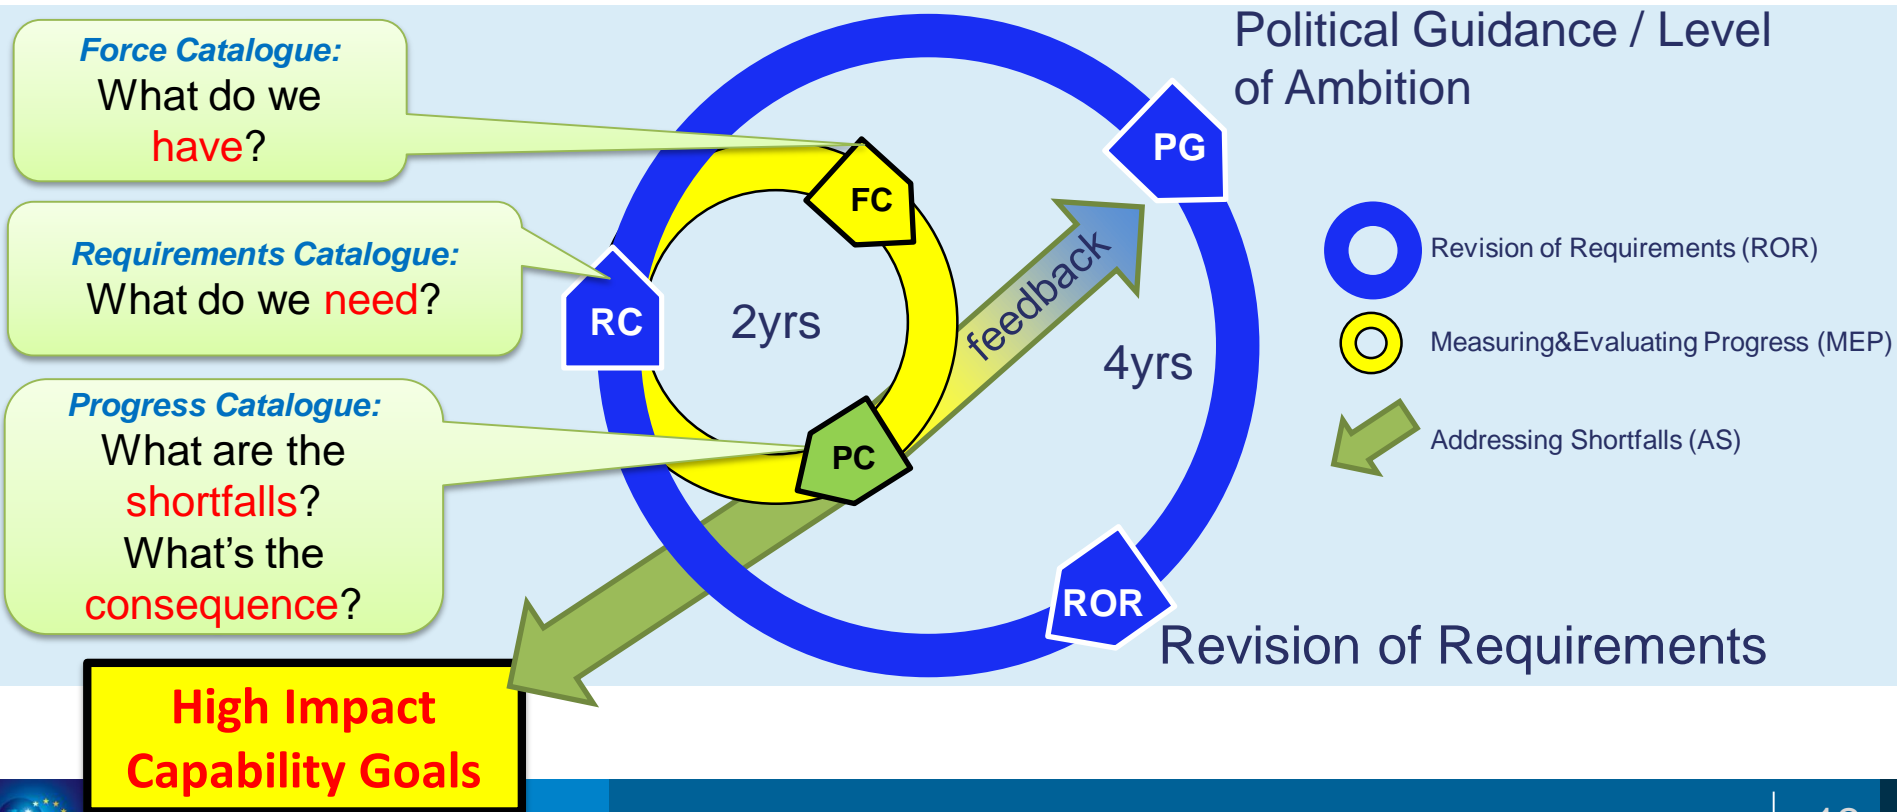 Force Catalogue:
What do we
have?
Requirements Catalogue:
What do we need?
Progress Catalogue:
What are the
shortfalls?
What’s the
consequence?
High Impact
Capability Goals
FC
RC
2yrs
PC
feedback
4yrs
PG
ROR
Political Guidance / Level
of Ambition
Revision of Requirements (ROR)
Measuring&Evaluating Progress (MEP)
Addressing Shortfalls (AS)
Revision of Requirements